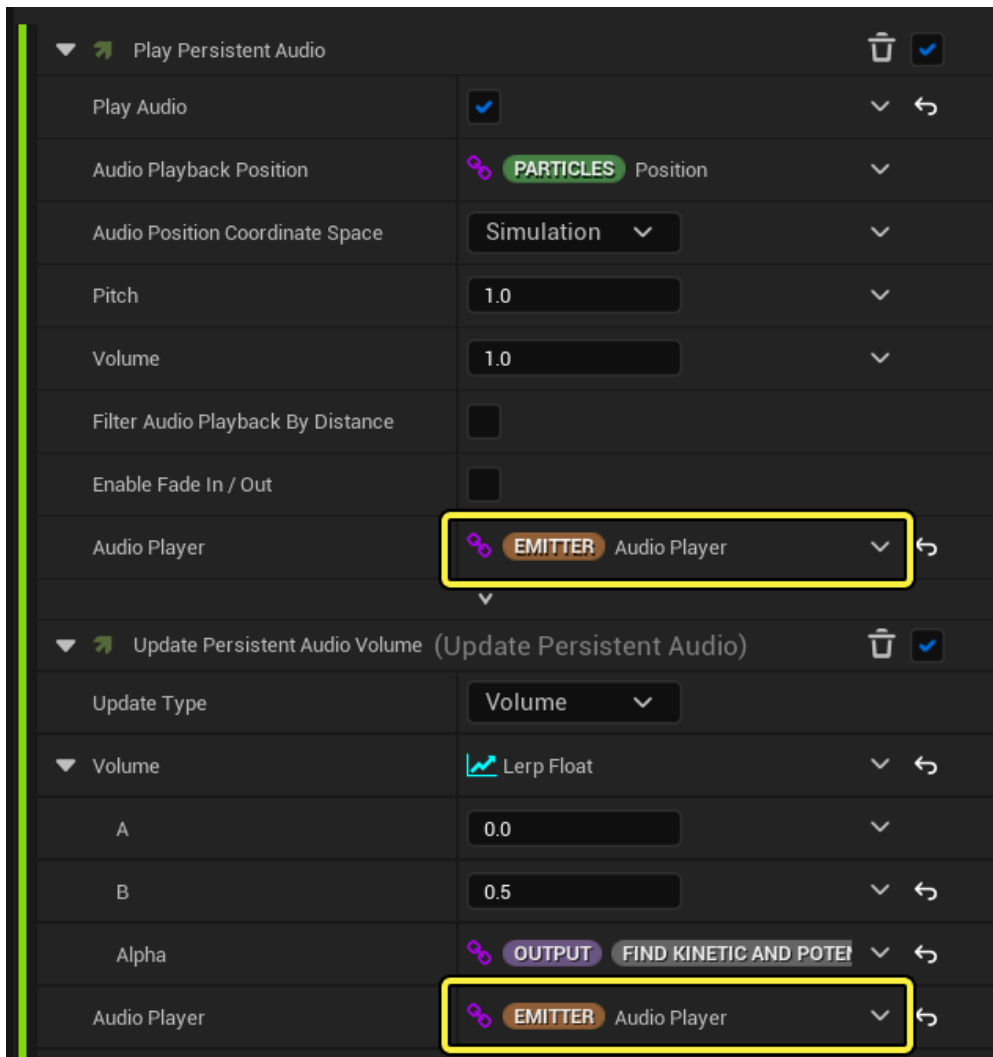 Play Persistent Audio
Play Audio
Audio Playback Position PARTICLES Position
Audio Position Coordinate Space Simulation
Pitch 1.0
Volume 1.0
Filter Audio Playback By Distance
Enable Fade In / Out
Audio Player EMITTER Audio Player
Update Persistent Audio Volume (Update Persistent Audio)
Update Type Volume
Volume Lerp Float
A 0.0
B 0.5
Alpha OUTPUT FIND KINETIC AND
Audio Player EMITTER Audio Player